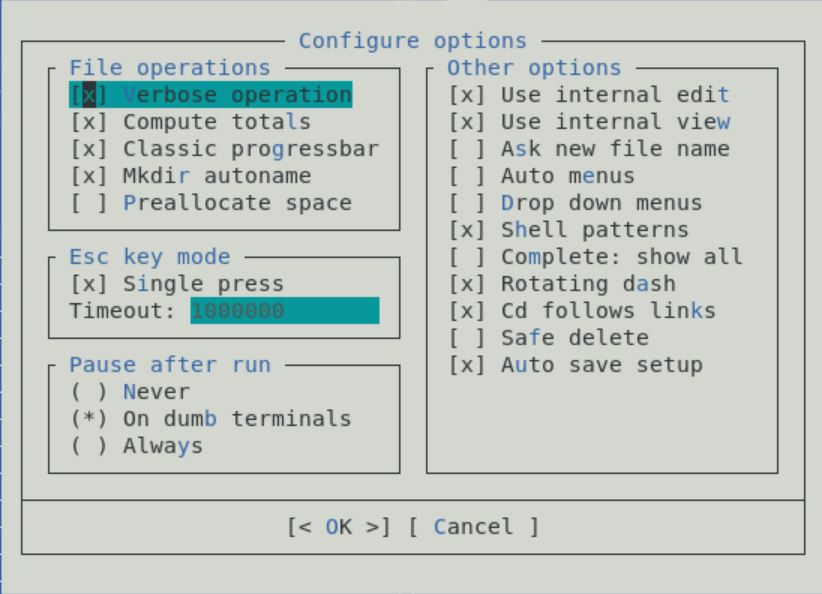 Configure options
File operations
[x] Verbose operation
[x] Compute totals
[x] Classic progressbar
[x] Mkdir autoname
[ ] Preallocate space
Esc key mode
[x] Single press
Timeout: 1000000
Pause after run
( ) Never
(*) On dumb terminals
( ) Always
Other options
[x] Use internal edit
[x] Use internal view
[ ] Ask new file name
[ ] Auto menus
[ ] Drop down menus
[x] Shell patterns
[ ] Complete: show all
[x] Rotating dash
[x] Cd follows links
[ ] Safe delete
[x] Auto save setup
[< OK >] [ Cancel ]